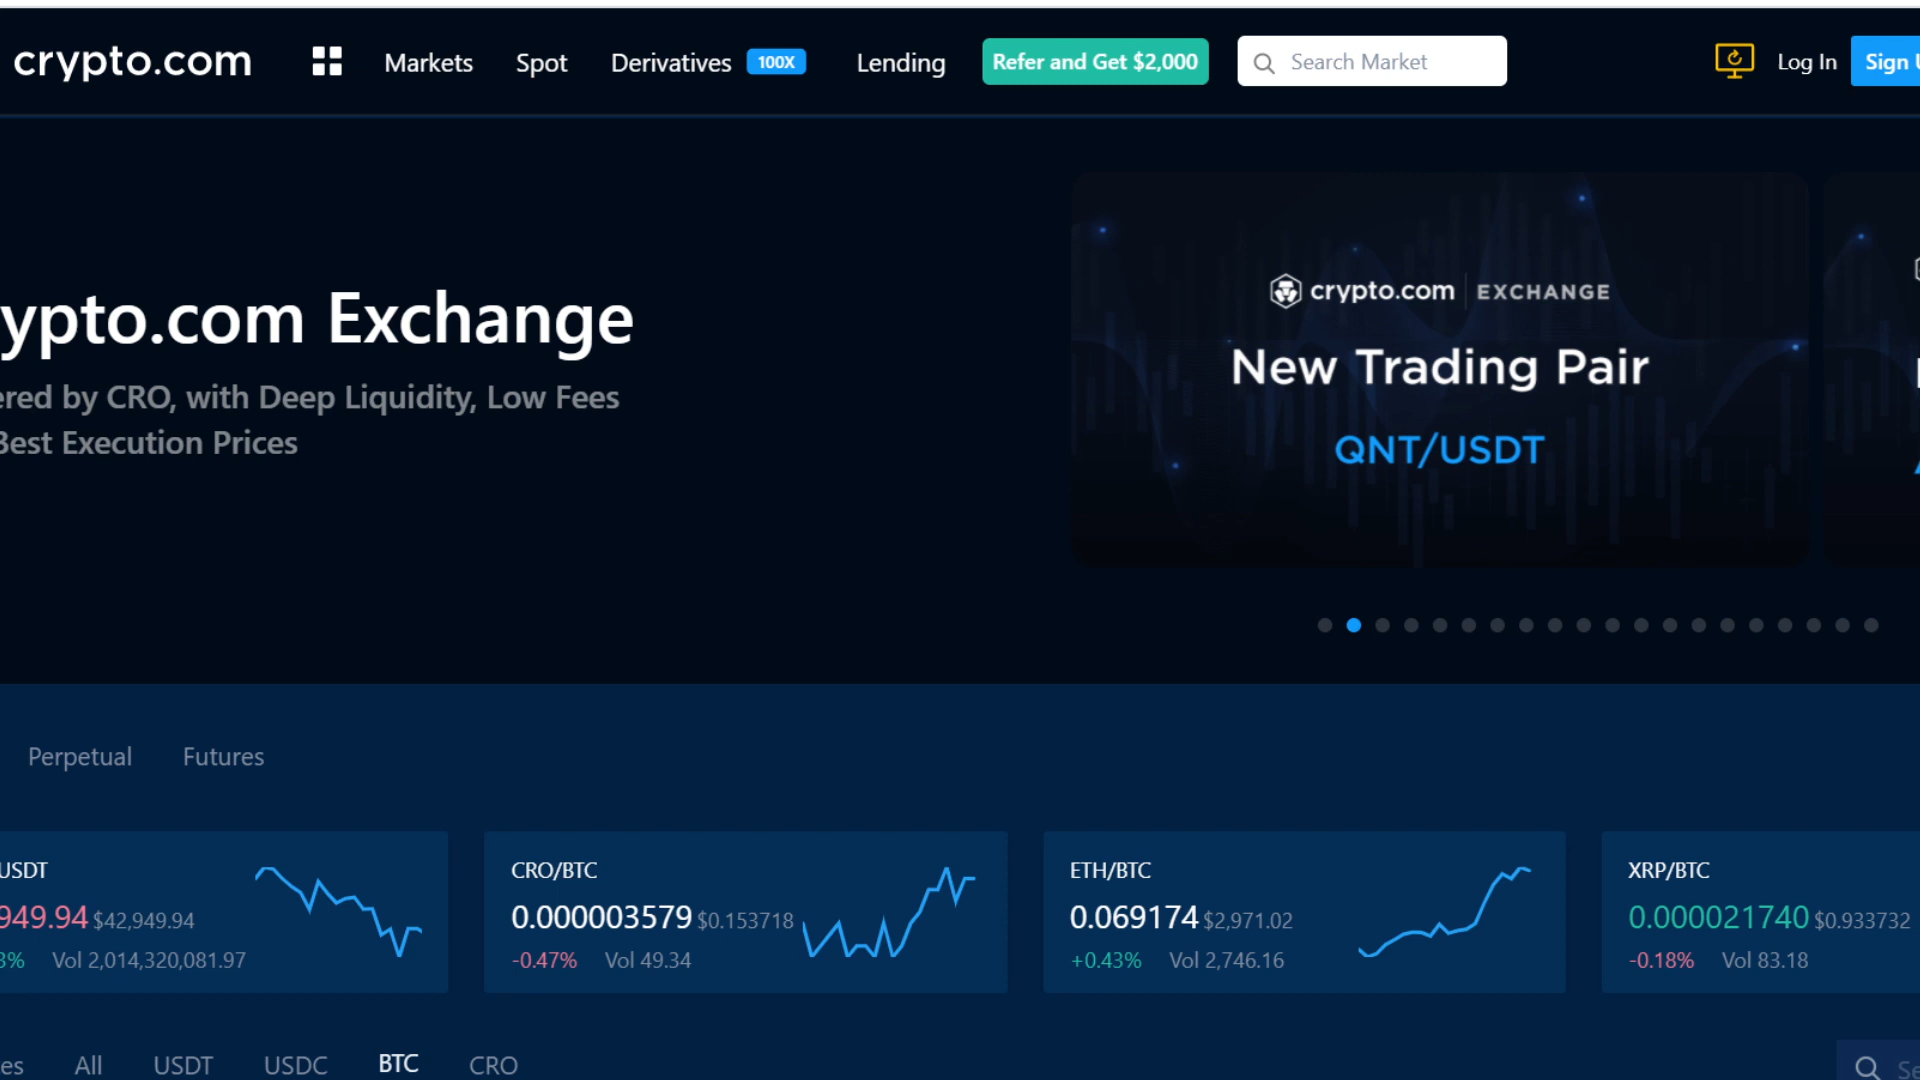 crypto.com Markets Spot Derivatives 100X Lending Refer and Get $2,000 Search Market Log In Sign
crypto.com EXCHANGE
New Trading Pair
QNT/USDT
ypto.com Exchange
ered by CRO, with Deep Liquidity, Low Fees
Best Execution Prices
Perpetual Futures
USDT
949.94 $42,949.94
3% Vol 2,014,320,081.97
CRO/BTC
0.000003579 $0.153718
-0.47% Vol 49.34
ETH/BTC
0.069174 $2,971.02
+0.43% Vol 2,746.16
XRP/BTC
0.000021740 $0.933732
-0.18% Vol 83.18
es All USDT USDC BTC CRO Se